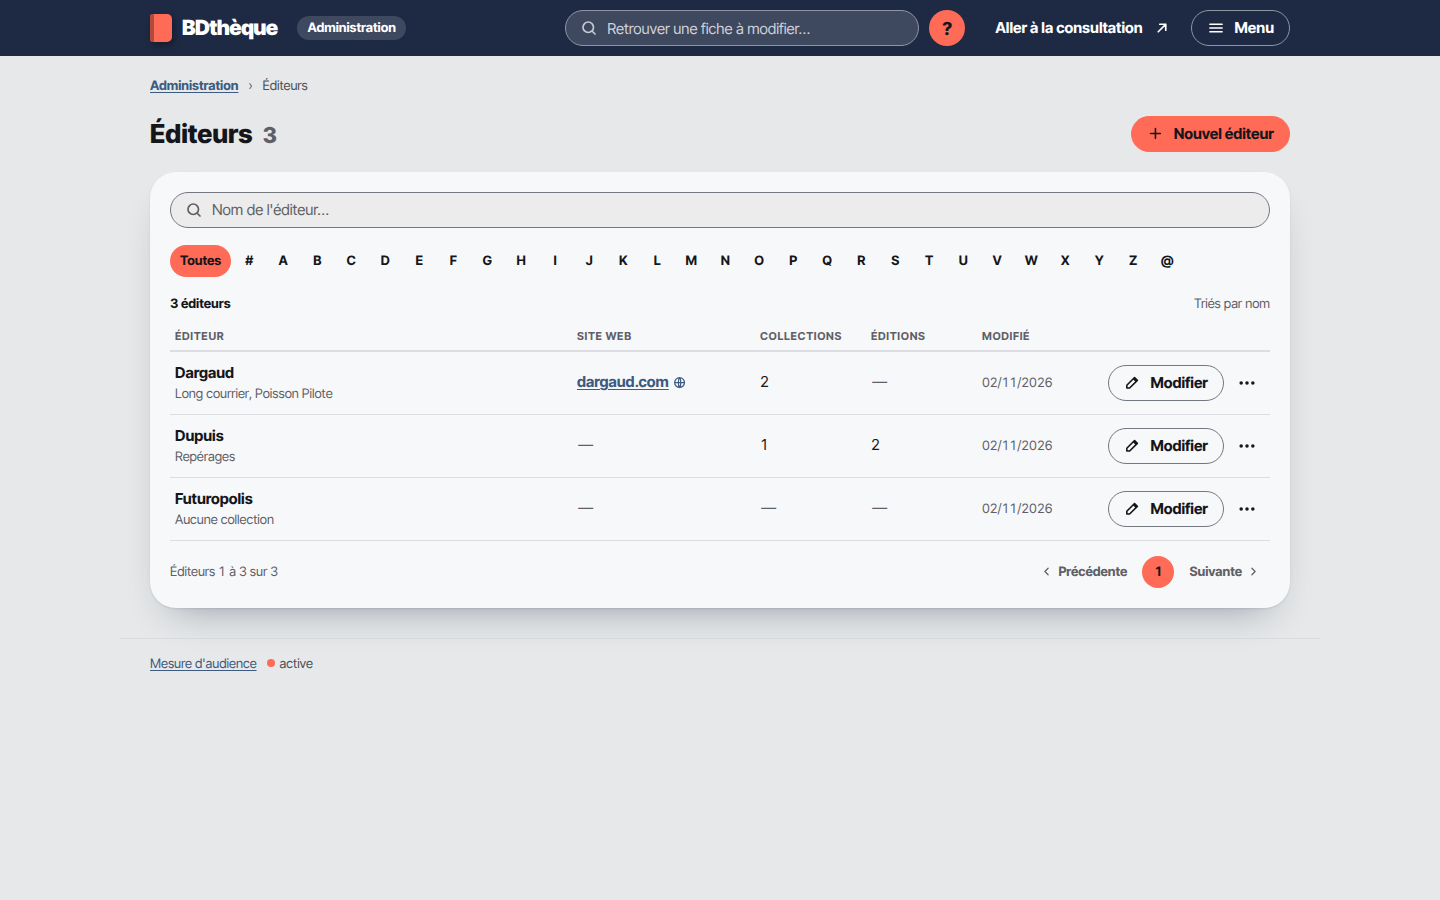 BDthèque Administration Retrouver une fiche à modifier... ? Aller à la consultation Menu
Administration › Éditeurs
Éditeurs 3 Nouvel éditeur
Nom de l'éditeur...
Toutes # A B C D E F G H I J K L M N O P Q R S T U V W X Y Z @
3 éditeurs Triés par nom
ÉDITEUR SITE WEB COLLECTIONS ÉDITIONS MODIFIÉ
Dargaud dargaud.com 2 — 02/11/2026 Modifier
Long courrier, Poisson Pilote
Dupuis — 1 2 02/11/2026 Modifier
Repérages
Futuropolis — — — 02/11/2026 Modifier
Aucune collection
Éditeurs 1 à 3 sur 3 Précédente 1 Suivante
Mesure d'audience active